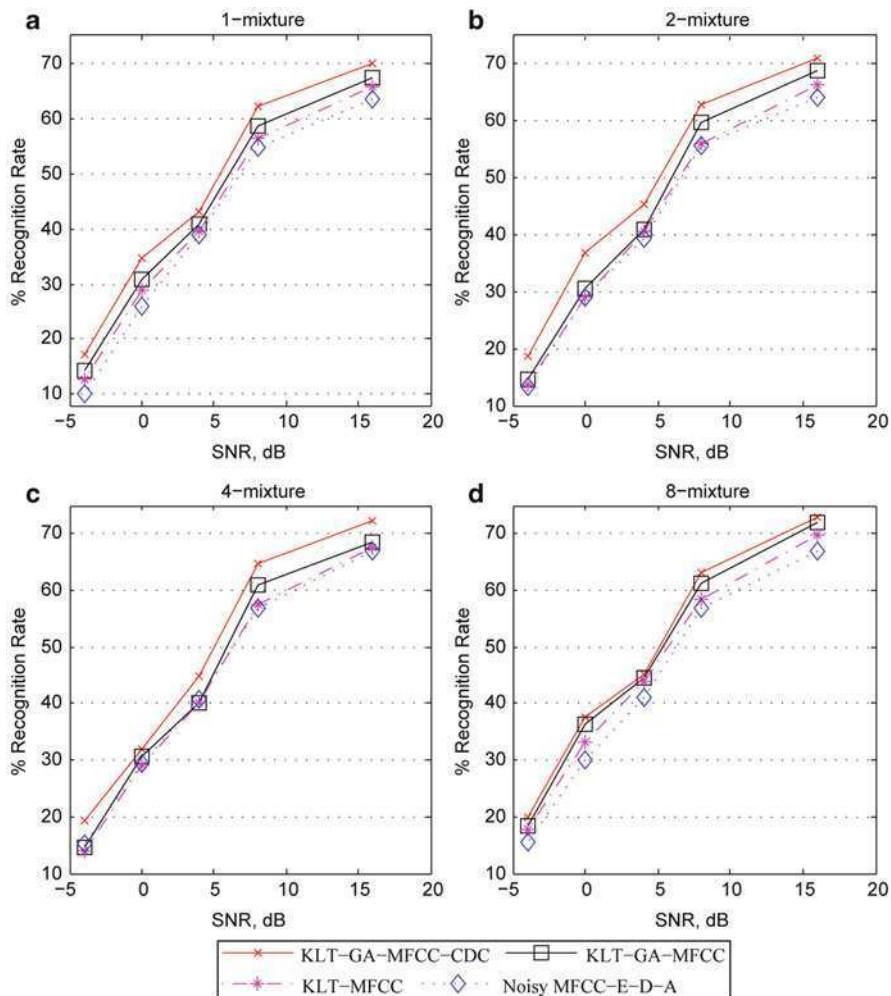 a
1−mixture
70
60
50
40
30
20
10
% Recognition Rate
−5
0
5
10
15
20
SNR, dB
b
2−mixture
70
60
50
40
30
20
10
% Recognition Rate
−5
0
5
10
15
20
SNR, dB
c
4−mixture
70
60
50
40
30
20
10
% Recognition Rate
−5
0
5
10
15
20
SNR, dB
d
8−mixture
70
60
50
40
30
20
10
% Recognition Rate
−5
0
5
10
15
20
SNR, dB
KLT−GA−MFCC−CDC
KLT−GA−MFCC
KLT−MFCC
Noisy MFCC−E−D−A